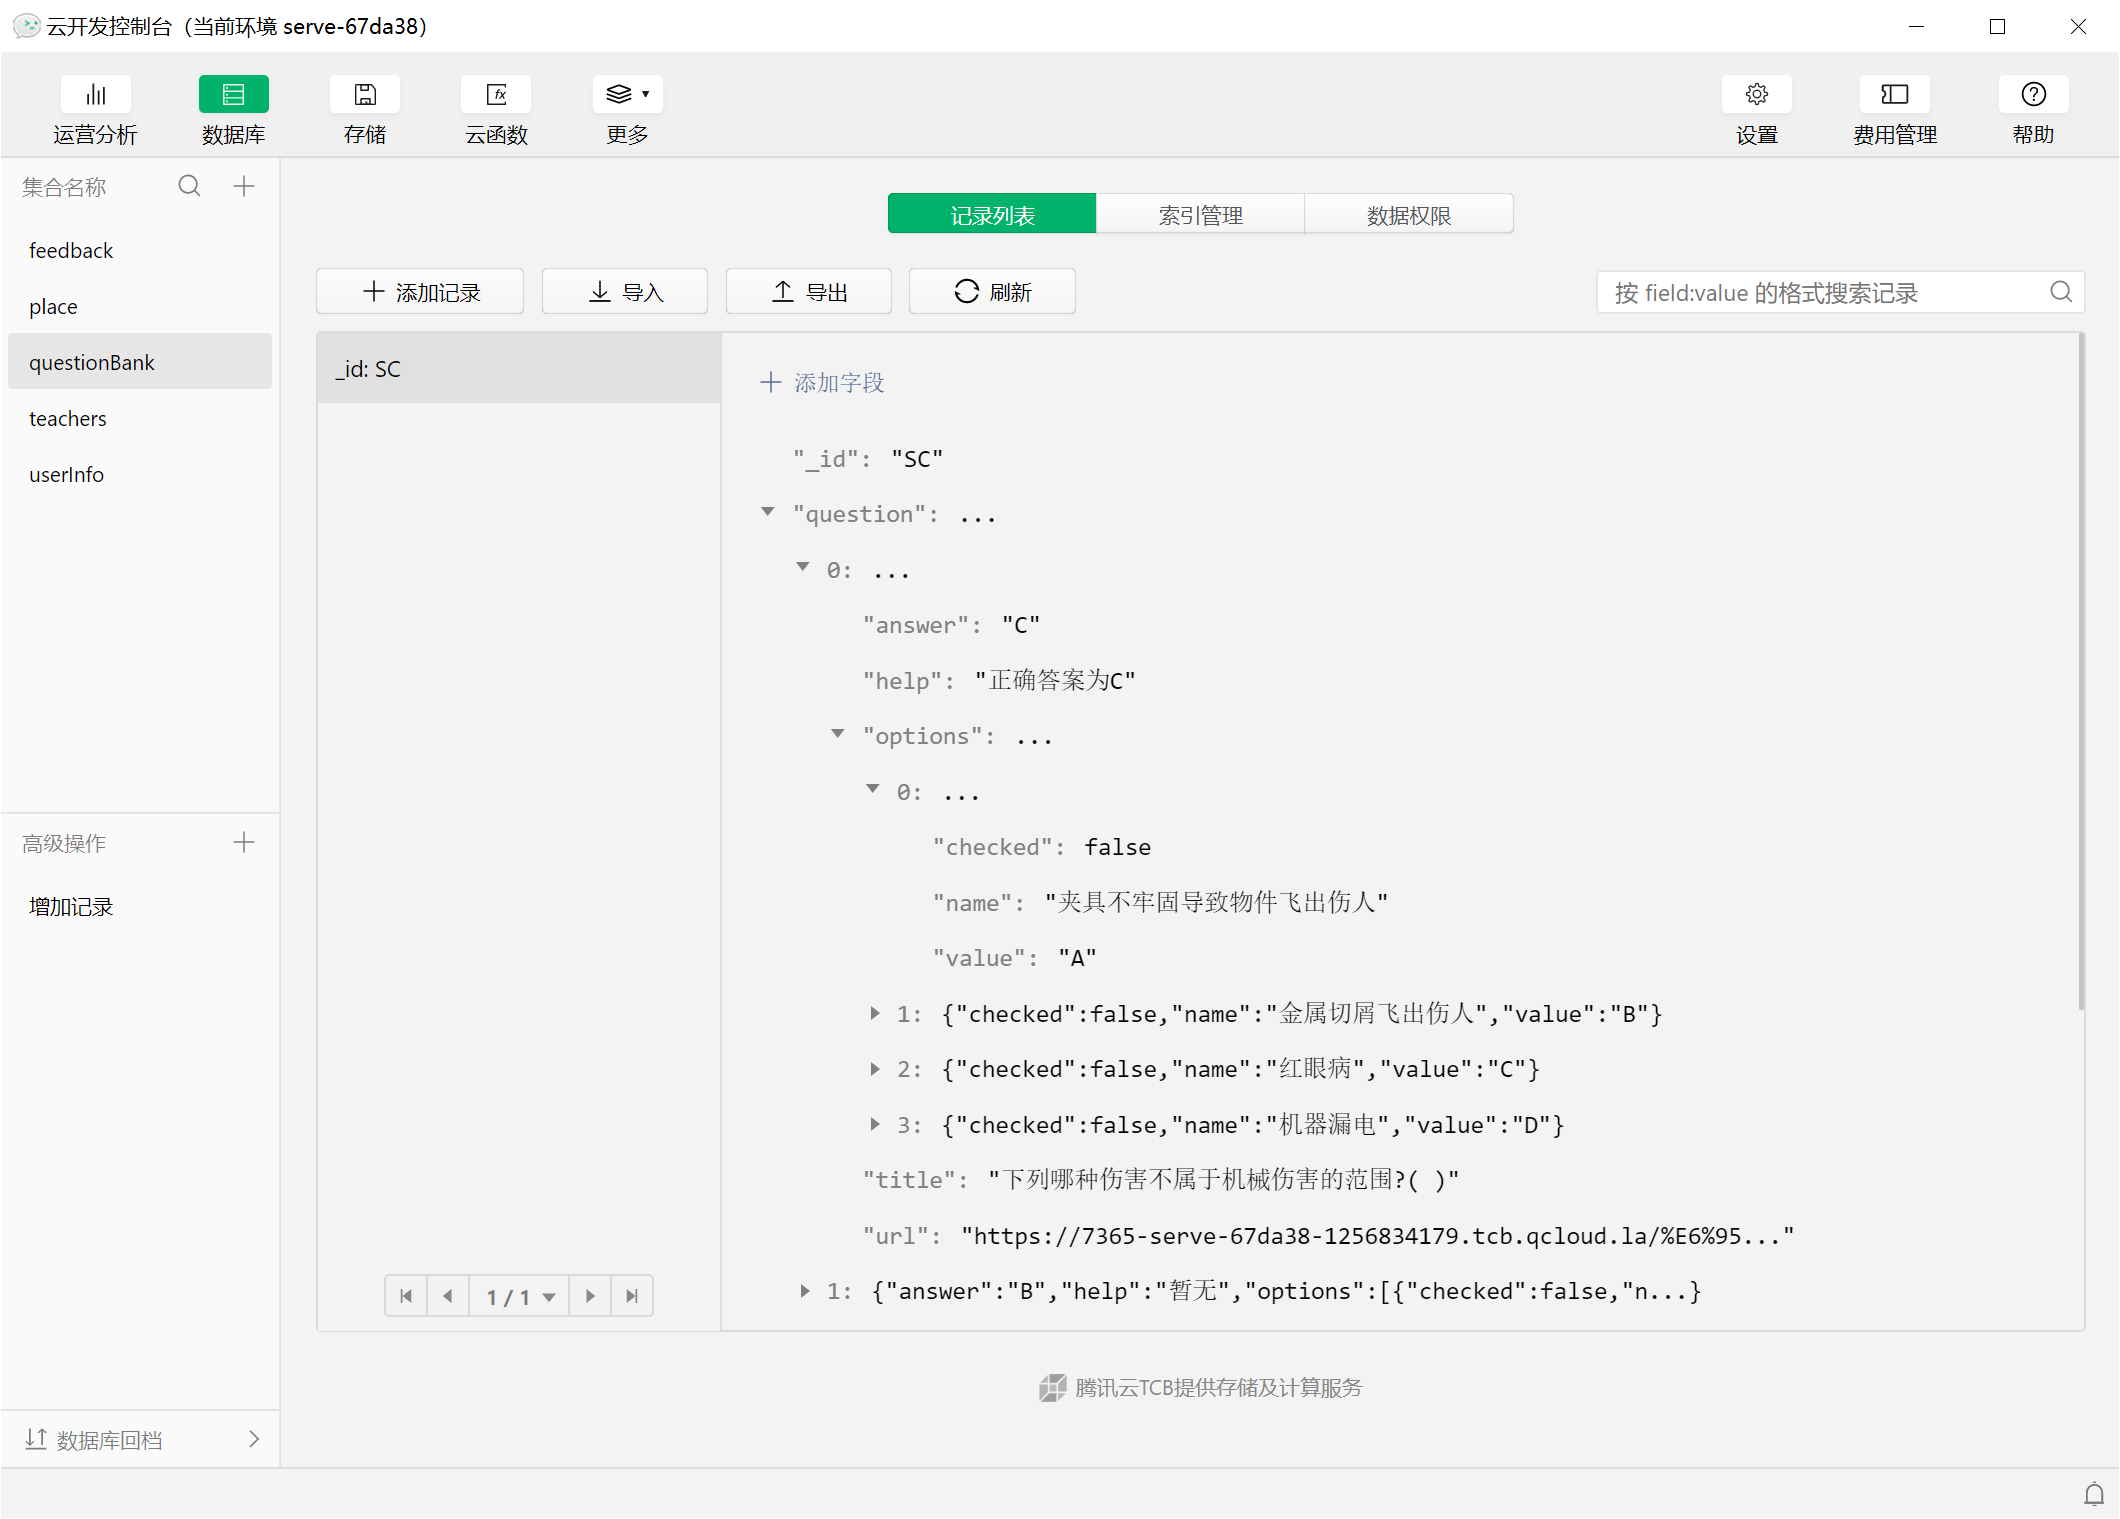 云开发控制台（当前环境 serve-67da38）
运营分析 数据库 存储 云函数 更多 设置 费用管理 帮助
集合名称
feedback
place
questionBank
teachers
userInfo
高级操作
增加记录
数据库回档
记录列表 索引管理 数据权限
添加记录 导入 导出 刷新 按 field:value 的格式搜索记录
_id: SC
1 / 1
添加字段
"_id": "SC"
"question": ...
0: ...
"answer": "C"
"help": "正确答案为C"
"options": ...
0: ...
"checked": false
"name": "夹具不牢固导致物件飞出伤人"
"value": "A"
1: {"checked":false,"name":"金属切屑飞出伤人","value":"B"}
2: {"checked":false,"name":"红眼病","value":"C"}
3: {"checked":false,"name":"机器漏电","value":"D"}
"title": "下列哪种伤害不属于机械伤害的范围?( )"
"url": "https://7365-serve-67da38-1256834179.tcb.qcloud.la/%E6%95..."
1: {"answer":"B","help":"暂无","options":[{"checked":false,"n...}
腾讯云TCB提供存储及计算服务